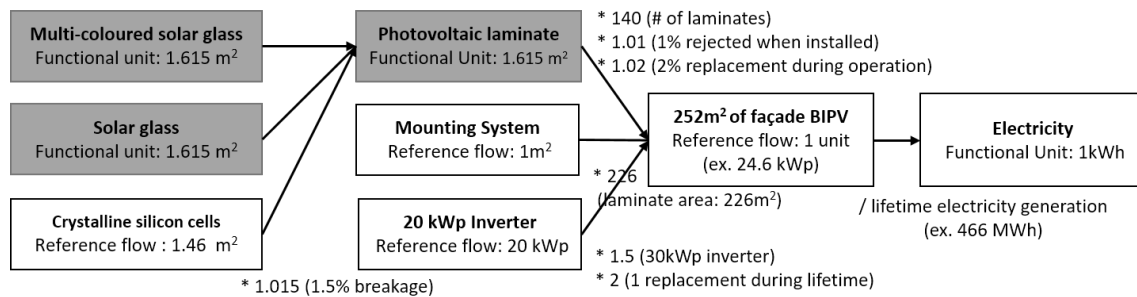 Multi-coloured solar glass
Functional unit: 1.615 m²
Solar glass
Functional unit: 1.615 m²
Crystalline silicon cells
Reference flow : 1.46 m²
* 1.015 (1.5% breakage)
Photovoltaic laminate
Functional Unit: 1.615 m²
Mounting System
Reference flow: 1m²
20 kWp Inverter
Reference flow: 20 kWp
* 140 (# of laminates)
* 1.01 (1% rejected when installed)
* 1.02 (2% replacement during operation)
* 226
(laminate area: 226m²)
* 1.5 (30kWp inverter)
* 2 (1 replacement during lifetime)
252m² of façade BIPV
Reference flow: 1 unit
(ex. 24.6 kWp)
Electricity
Functional Unit: 1kWh
/ lifetime electricity generation
(ex. 466 MWh)